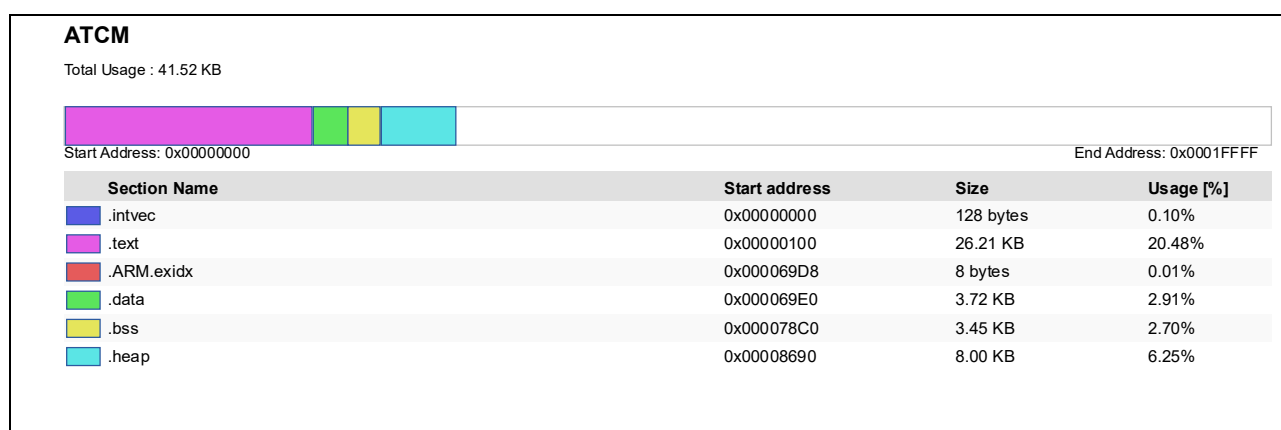 ATCM
Total Usage : 41.52 KB
Start Address: 0x00000000 End Address: 0x0001FFFF
Section Name Start address Size Usage [%]
.intvec 0x00000000 128 bytes 0.10%
.text 0x00000100 26.21 KB 20.48%
.ARM.exidx 0x000069D8 8 bytes 0.01%
.data 0x000069E0 3.72 KB 2.91%
.bss 0x000078C0 3.45 KB 2.70%
.heap 0x00008690 8.00 KB 6.25%